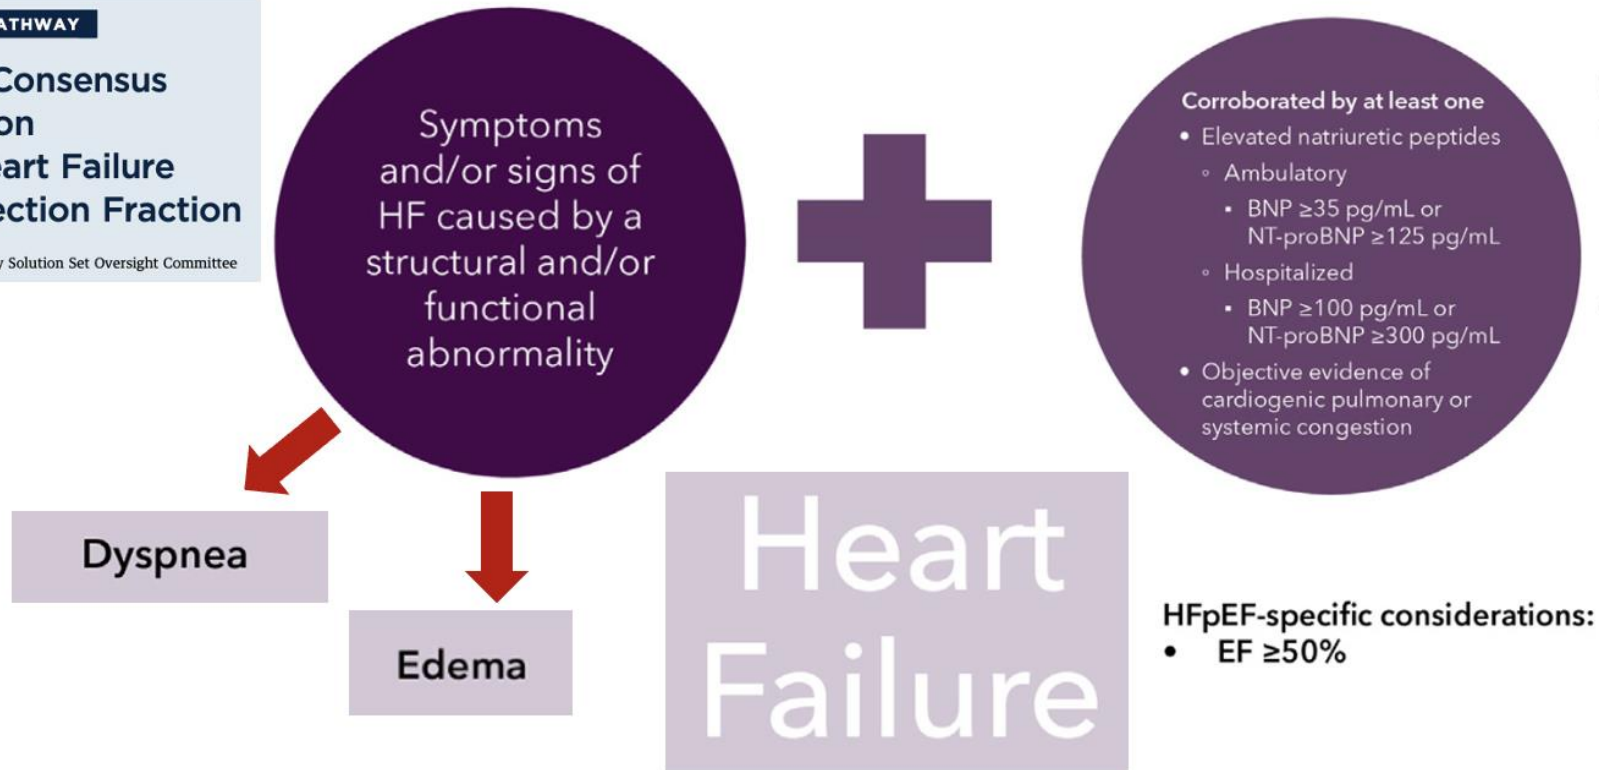 ATHWAY
Consensus
on
art Failure
ection Fraction
y Solution Set Oversight Committee
Symptoms
and/or signs of
HF caused by a
structural and/or
functional
abnormality
Corroborated by at least one
• Elevated natriuretic peptides
◦ Ambulatory
▪ BNP ≥35 pg/mL or
NT-proBNP ≥125 pg/mL
◦ Hospitalized
▪ BNP ≥100 pg/mL or
NT-proBNP ≥300 pg/mL
• Objective evidence of
cardiogenic pulmonary or
systemic congestion
Dyspnea
Edema
Heart
Failure
HFpEF-specific considerations:
• EF ≥50%